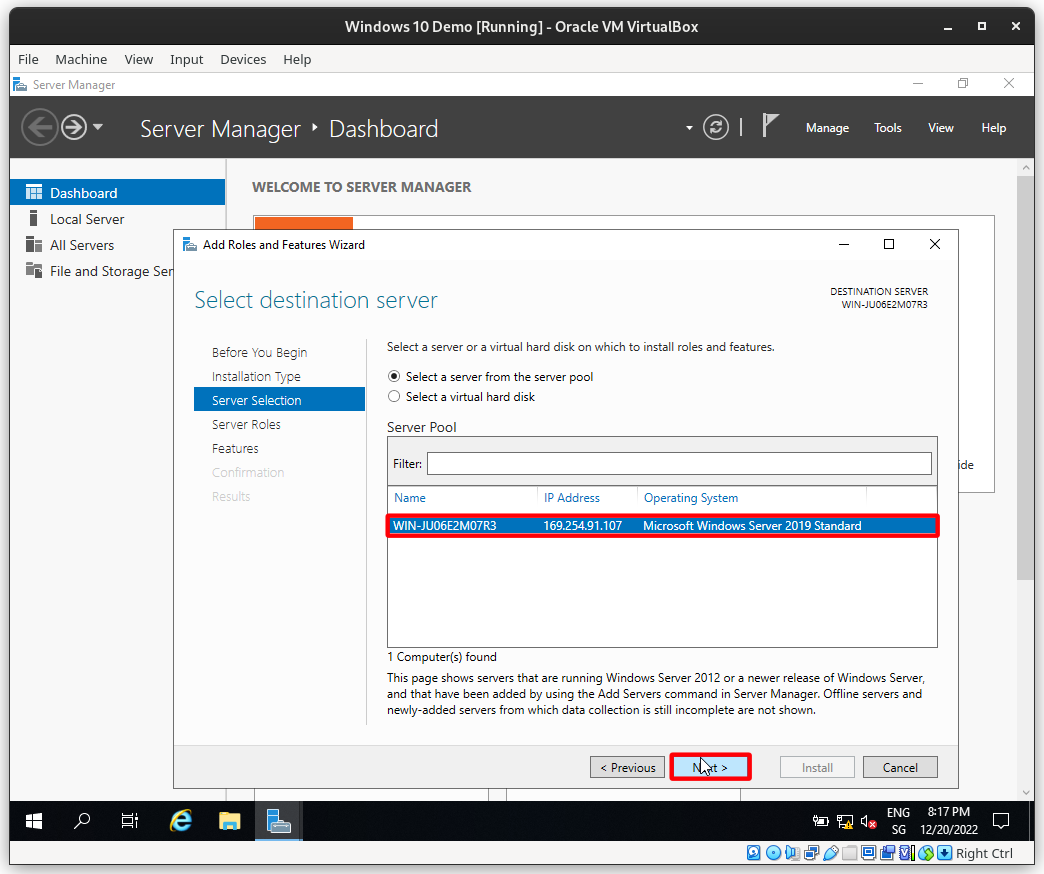 Windows 10 Demo [Running] - Oracle VM VirtualBox
File Machine View Input Devices Help
Server Manager
Server Manager Dashboard
Manage Tools View Help
Dashboard
Local Server
All Servers
File and Storage Ser
WELCOME TO SERVER MANAGER
Add Roles and Features Wizard
Select destination server
DESTINATION SERVER
WIN-JU06E2M07R3
Before You Begin
Installation Type
Server Selection
Server Roles
Features
Confirmation
Results
Select a server or a virtual hard disk on which to install roles and features.
Select a server from the server pool
Select a virtual hard disk
Server Pool
Filter:
Name IP Address Operating System
WIN-JU06E2M07R3 169.254.91.107 Microsoft Windows Server 2019 Standard
1 Computer(s) found
This page shows servers that are running Windows Server 2012 or a newer release of Windows Server,
and that have been added by using the Add Servers command in Server Manager. Offline servers and
newly-added servers from which data collection is still incomplete are not shown.
ide
< Previous Next > Install Cancel
ENG 8:17 PM
SG 12/20/2022
Right Ctrl